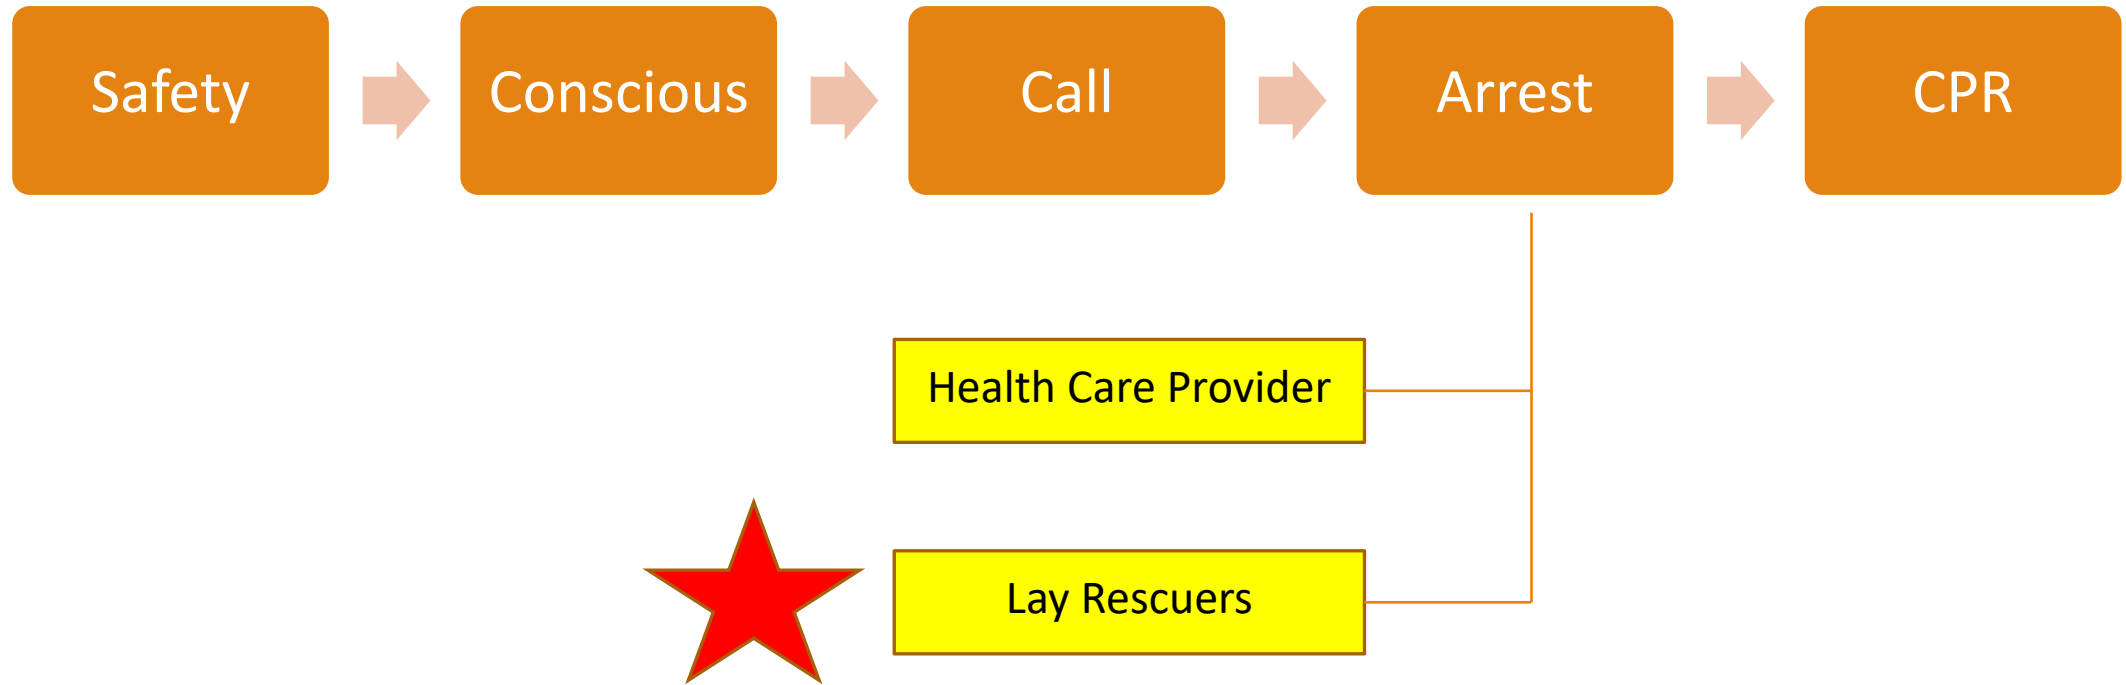 Safety
Conscious
Call
Arrest
CPR
Health Care Provider
Lay Rescuers